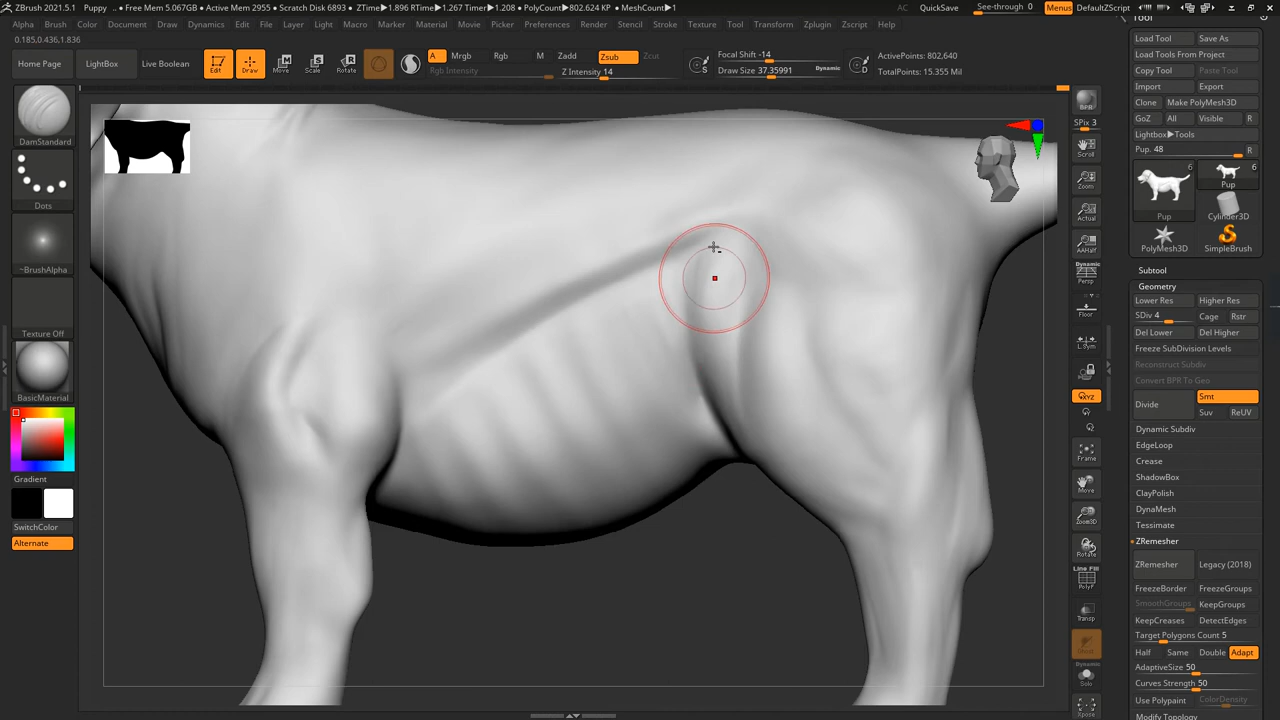 ZBrush 2021.5.1 Puppy • Free Mem 5.067GB • Active Mem 2955 • Scratch Disk 6893 • ZTime▶1.896 RTime▶1.267 Timer▶1.208 • PolyCount▶802.624 KP • MeshCount▶1 AC QuickSave See-through 0 Menus DefaultZScript
Alpha Brush Color Document Draw Dynamics Edit File Layer Light Macro Marker Material Movie Picker Preferences Render Stencil Stroke Texture Tool Transform Zplugin Zscript Help
0.185,0.436,1.836
Home Page LightBox Live Boolean Edit Draw Move Scale Rotate
A Mrgb Rgb M Zadd Zsub Zcut
Rgb Intensity Z Intensity 14
Focal Shift -14
Draw Size 37.35991 Dynamic
S
D
ActivePoints: 802,640
TotalPoints: 15.355 Mil
DamStandard
Dots
~BrushAlpha
Texture Off
BasicMaterial
Gradient
SwitchColor
Alternate
BPR
SPix 3
Scroll
Zoom
Actual
AAHalf
Dynamic
Persp
Floor
L.Sym
XYZ
Frame
Move
Zoom3D
Rotate
Line Fill
PolyF
Transp
Dynamic
Solo
Xpose
Tool
Load Tool Save As
Load Tools From Project
Copy Tool Paste Tool
Import Export
Clone Make PolyMesh3D
GoZ All Visible R
Lightbox▶Tools
Pup. 48 R
6 6
Pup
Cylinder3D
Pup
PolyMesh3D SimpleBrush
Subtool
Geometry
Lower Res Higher Res
SDiv 4 Cage Rstr
Del Lower Del Higher
Freeze SubDivision Levels
Reconstruct Subdiv
Convert BPR To Geo
Divide Smt
Suv ReUV
Dynamic Subdiv
EdgeLoop
Crease
ShadowBox
ClayPolish
DynaMesh
Tessimate
ZRemesher
ZRemesher Legacy (2018)
FreezeBorder FreezeGroups
SmoothGroups KeepGroups
KeepCreases DetectEdges
Target Polygons Count 5
Half Same Double Adapt
AdaptiveSize 50
Curves Strength 50
Use Polypaint ColorDensity
Modify Topology